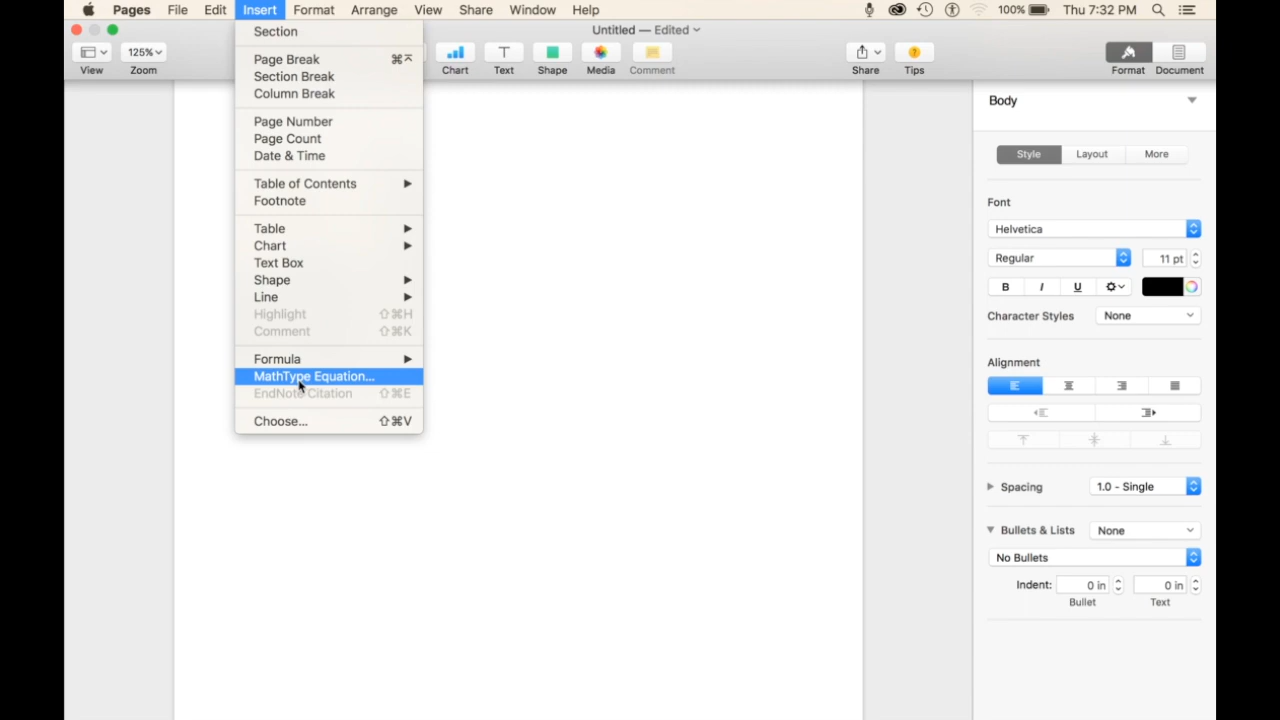 Pages File Edit Insert Format Arrange View Share Window Help 100% Thu 7:32 PM
Untitled — Edited
125%
View Zoom Chart Text Shape Media Comment Share Tips Format Document
Section
Page Break ⌘⌤
Section Break
Column Break
Page Number
Page Count
Date & Time
Table of Contents
Footnote
Table
Chart
Text Box
Shape
Line
Highlight ⇧⌘H
Comment ⇧⌘K
Formula
MathType Equation...
EndNote Citation ⇧⌘E
Choose... ⇧⌘V
Body
Style Layout More
Font
Helvetica
Regular 11 pt
B I U
Character Styles None
Alignment
Spacing 1.0 - Single
Bullets & Lists None
No Bullets
Indent: 0 in 0 in
Bullet Text